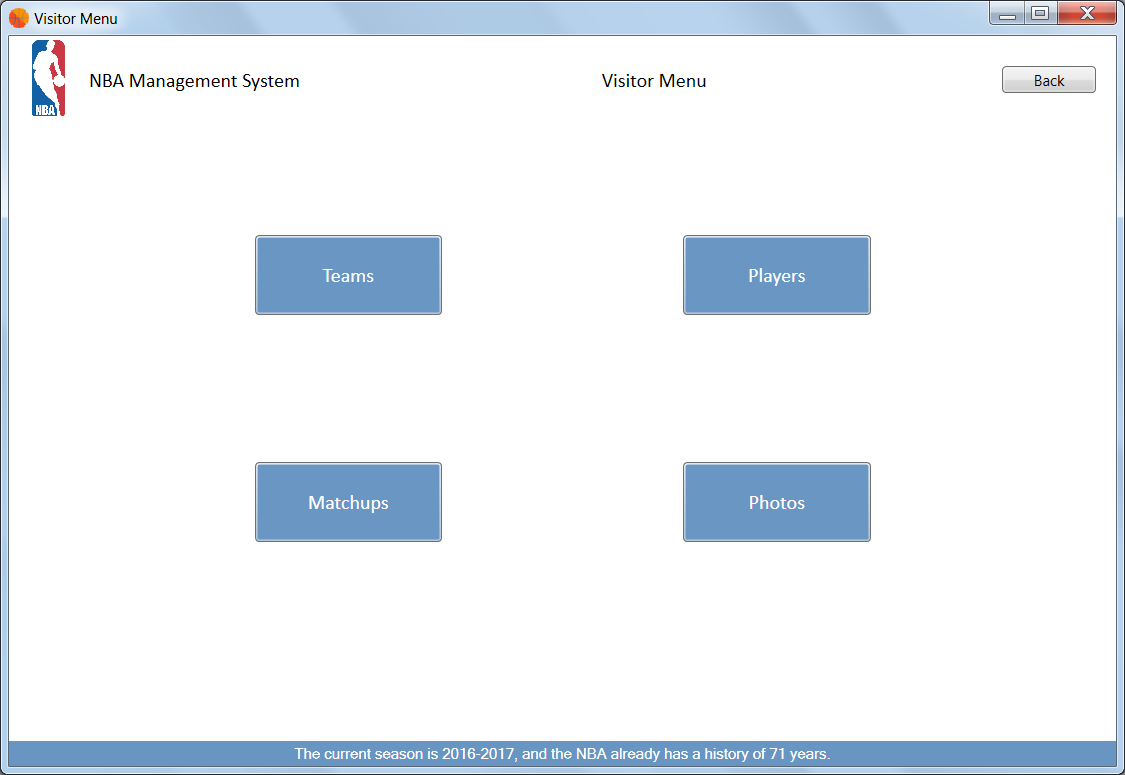 Visitor Menu
NBA
NBA Management System
Visitor Menu
Back
Teams
Players
Matchups
Photos
The current season is 2016-2017, and the NBA already has a history of 71 years.